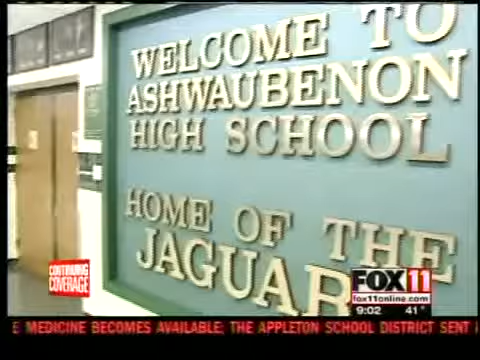 WELCOME TO
ASHWAUBENON
HIGH SCHOOL
HOME OF THE
CONTINUING
COVERAGE
FOX 11
fox11online.com
9:02 41°
E MEDICINE BECOMES AVAILABLE; THE APPLETON SCHOOL DISTRICT SENT